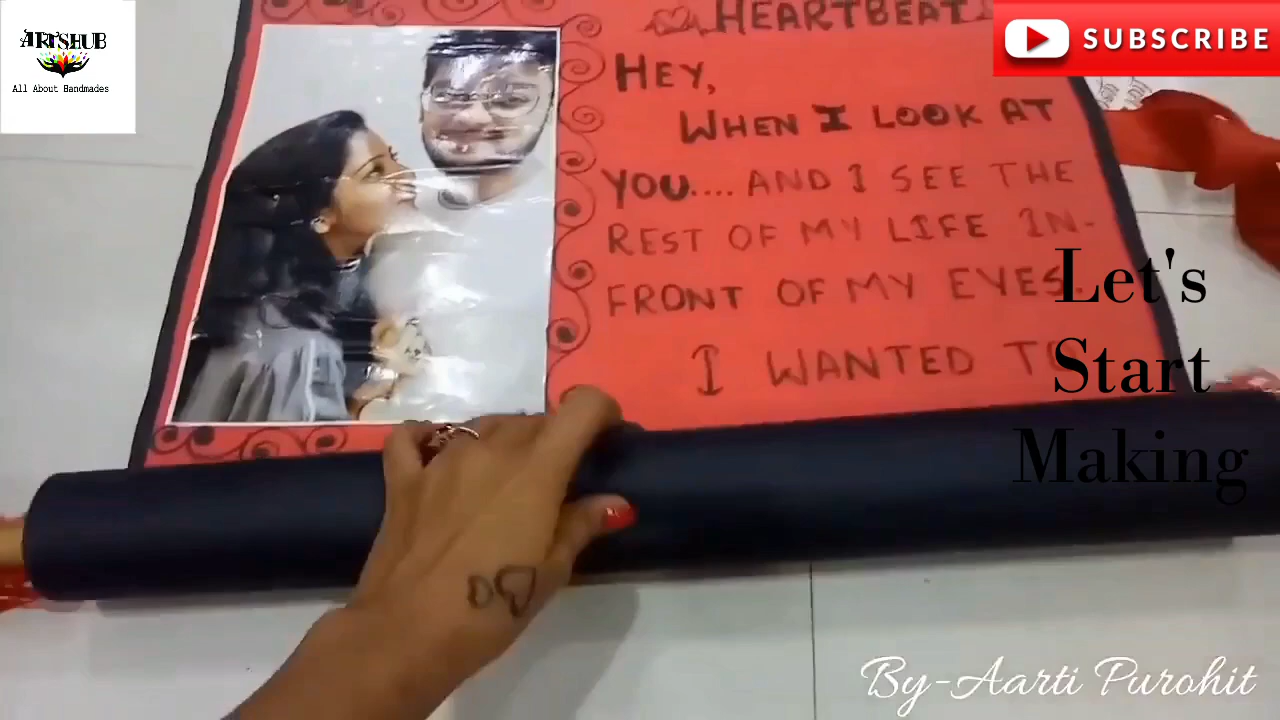 ARTSHUB
All About Handmades
SUBSCRIBE
HEARTBEAT
HEY,
WHEN I LOOK AT
YOU.... AND I SEE THE
REST OF MY LIFE IN-
FRONT OF MY EYES.
I WANTED TO
Let's
Start
Making
By-Aarti Purohit